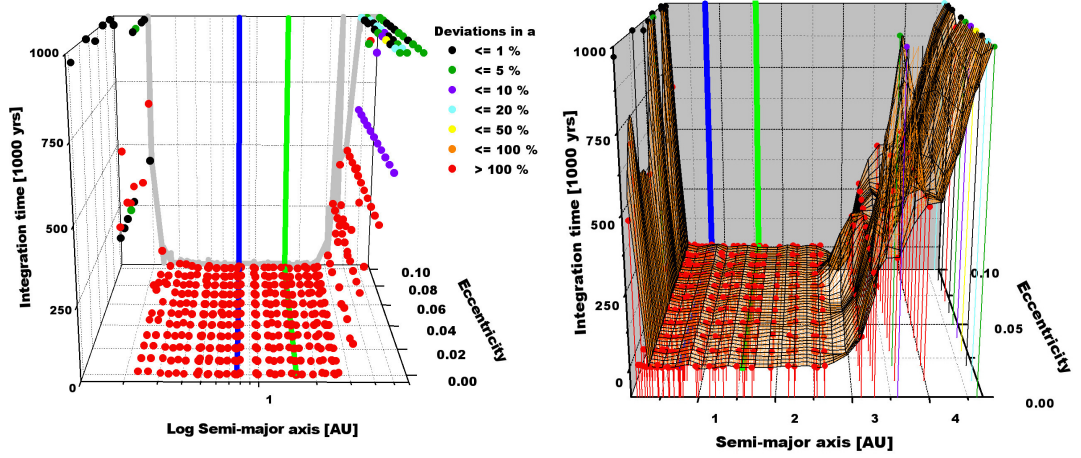 Deviations in a
<= 1 %
<= 5 %
<= 10 %
<= 20 %
<= 50 %
<= 100 %
> 100 %
Integration time [1000 yrs]
1000
750
500
250
0
0.10
0.08
0.06
0.04
0.02
0.00
Eccentricity
1
Log Semi-major axis [AU]
Integration time [1000 yrs]
1000
750
500
250
0
0.10
0.05
0.00
Eccentricity
1 2 3 4
Semi-major axis [AU]